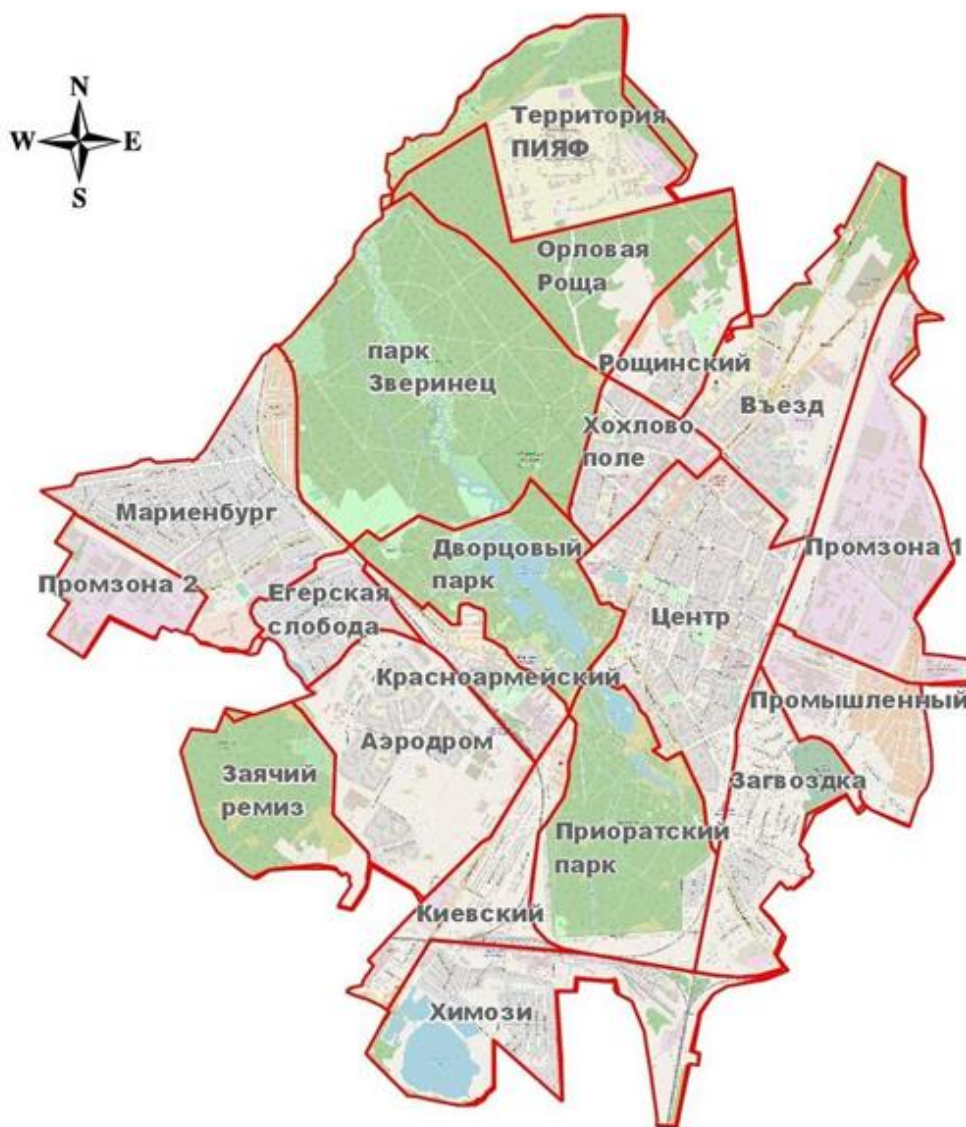 N
W E
S
Территория
ПИЯФ
Орловая
Роща
парк
Зверинец
Рощинский
Въезд
Хохлово
поле
Мариенбург
Дворцовый
парк
Промзона 1
Промзона 2
Егерская
слобода
Центр
Красноармейский
Промышленный
Аэродром
Заячий
ремиз
Загвоздка
Приоратский
парк
Киевский
Химози